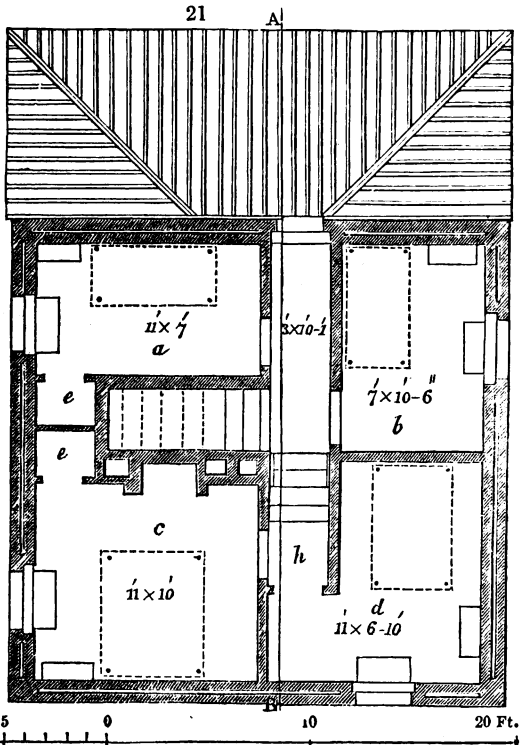 21
A
11' × 7'
a
3' × 10'-1'
7' × 10'-6"
b
e
e
c
h
11' × 10'
d
11' × 6-10'
B
5 0 10 20 Ft.